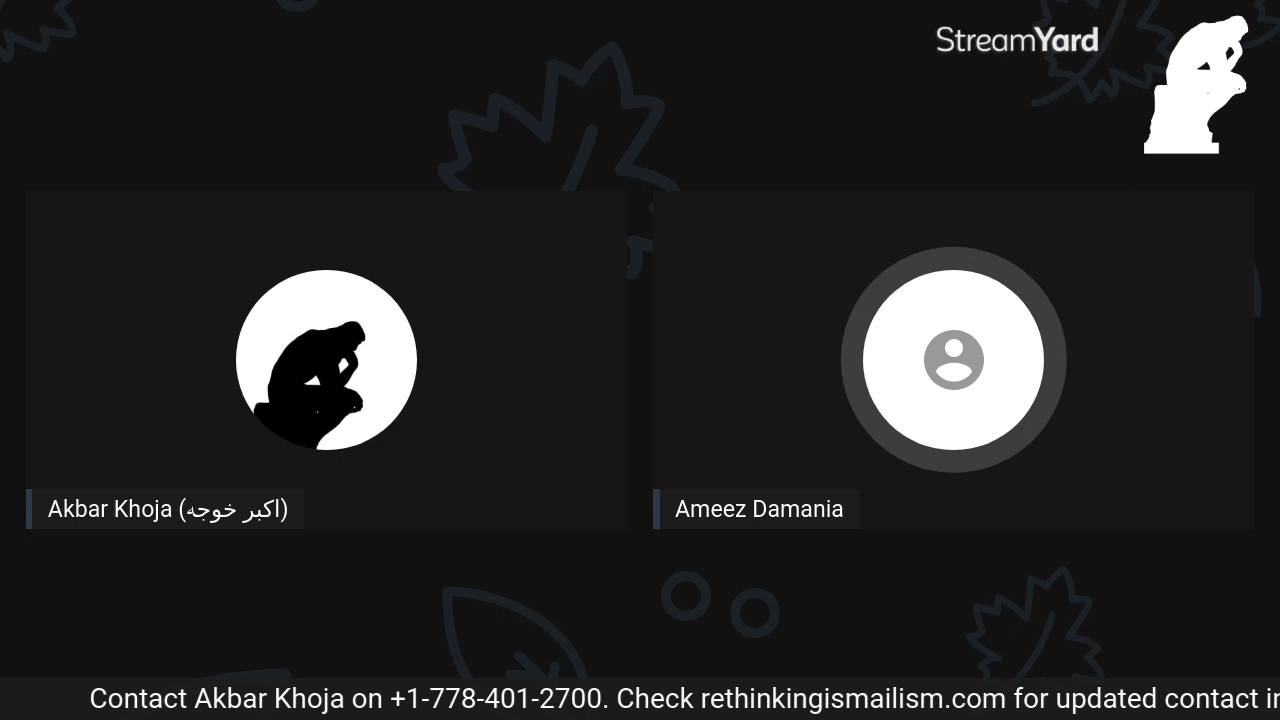 StreamYard
Akbar Khoja (اکبر خوجه)
Ameez Damania
Contact Akbar Khoja on +1-778-401-2700. Check rethinkingismailism.com for updated contact in